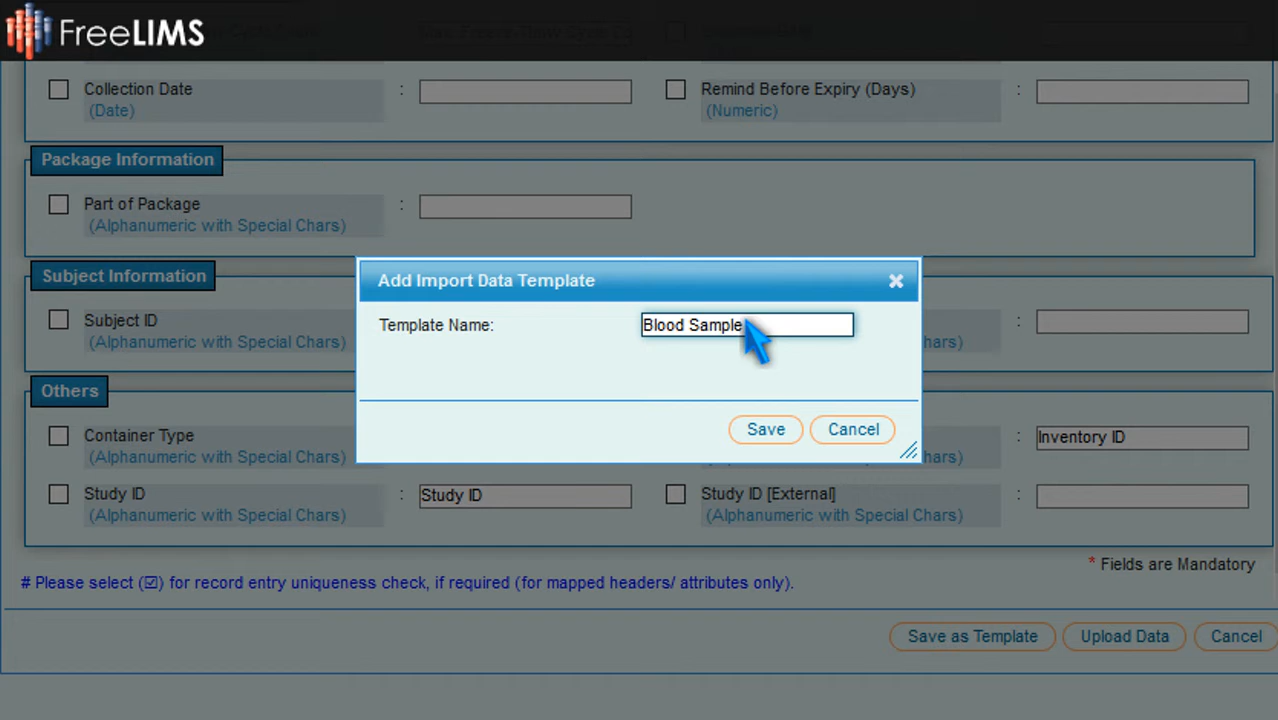 FreeLIMS
Collection Date : Remind Before Expiry (Days) :
(Date) (Numeric)
Package Information
Part of Package :
(Alphanumeric with Special Chars)
Subject Information
Add Import Data Template
Subject ID :
Template Name: Blood Sample
(Alphanumeric with Special Chars) hars)
Others
Save Cancel
Container Type : Inventory ID
(Alphanumeric with Special Chars) hars)
Study ID : Study ID Study ID [External] :
(Alphanumeric with Special Chars) (Alphanumeric with Special Chars)
* Fields are Mandatory
# Please select (☑) for record entry uniqueness check, if required (for mapped headers/ attributes only).
Save as Template Upload Data Cancel